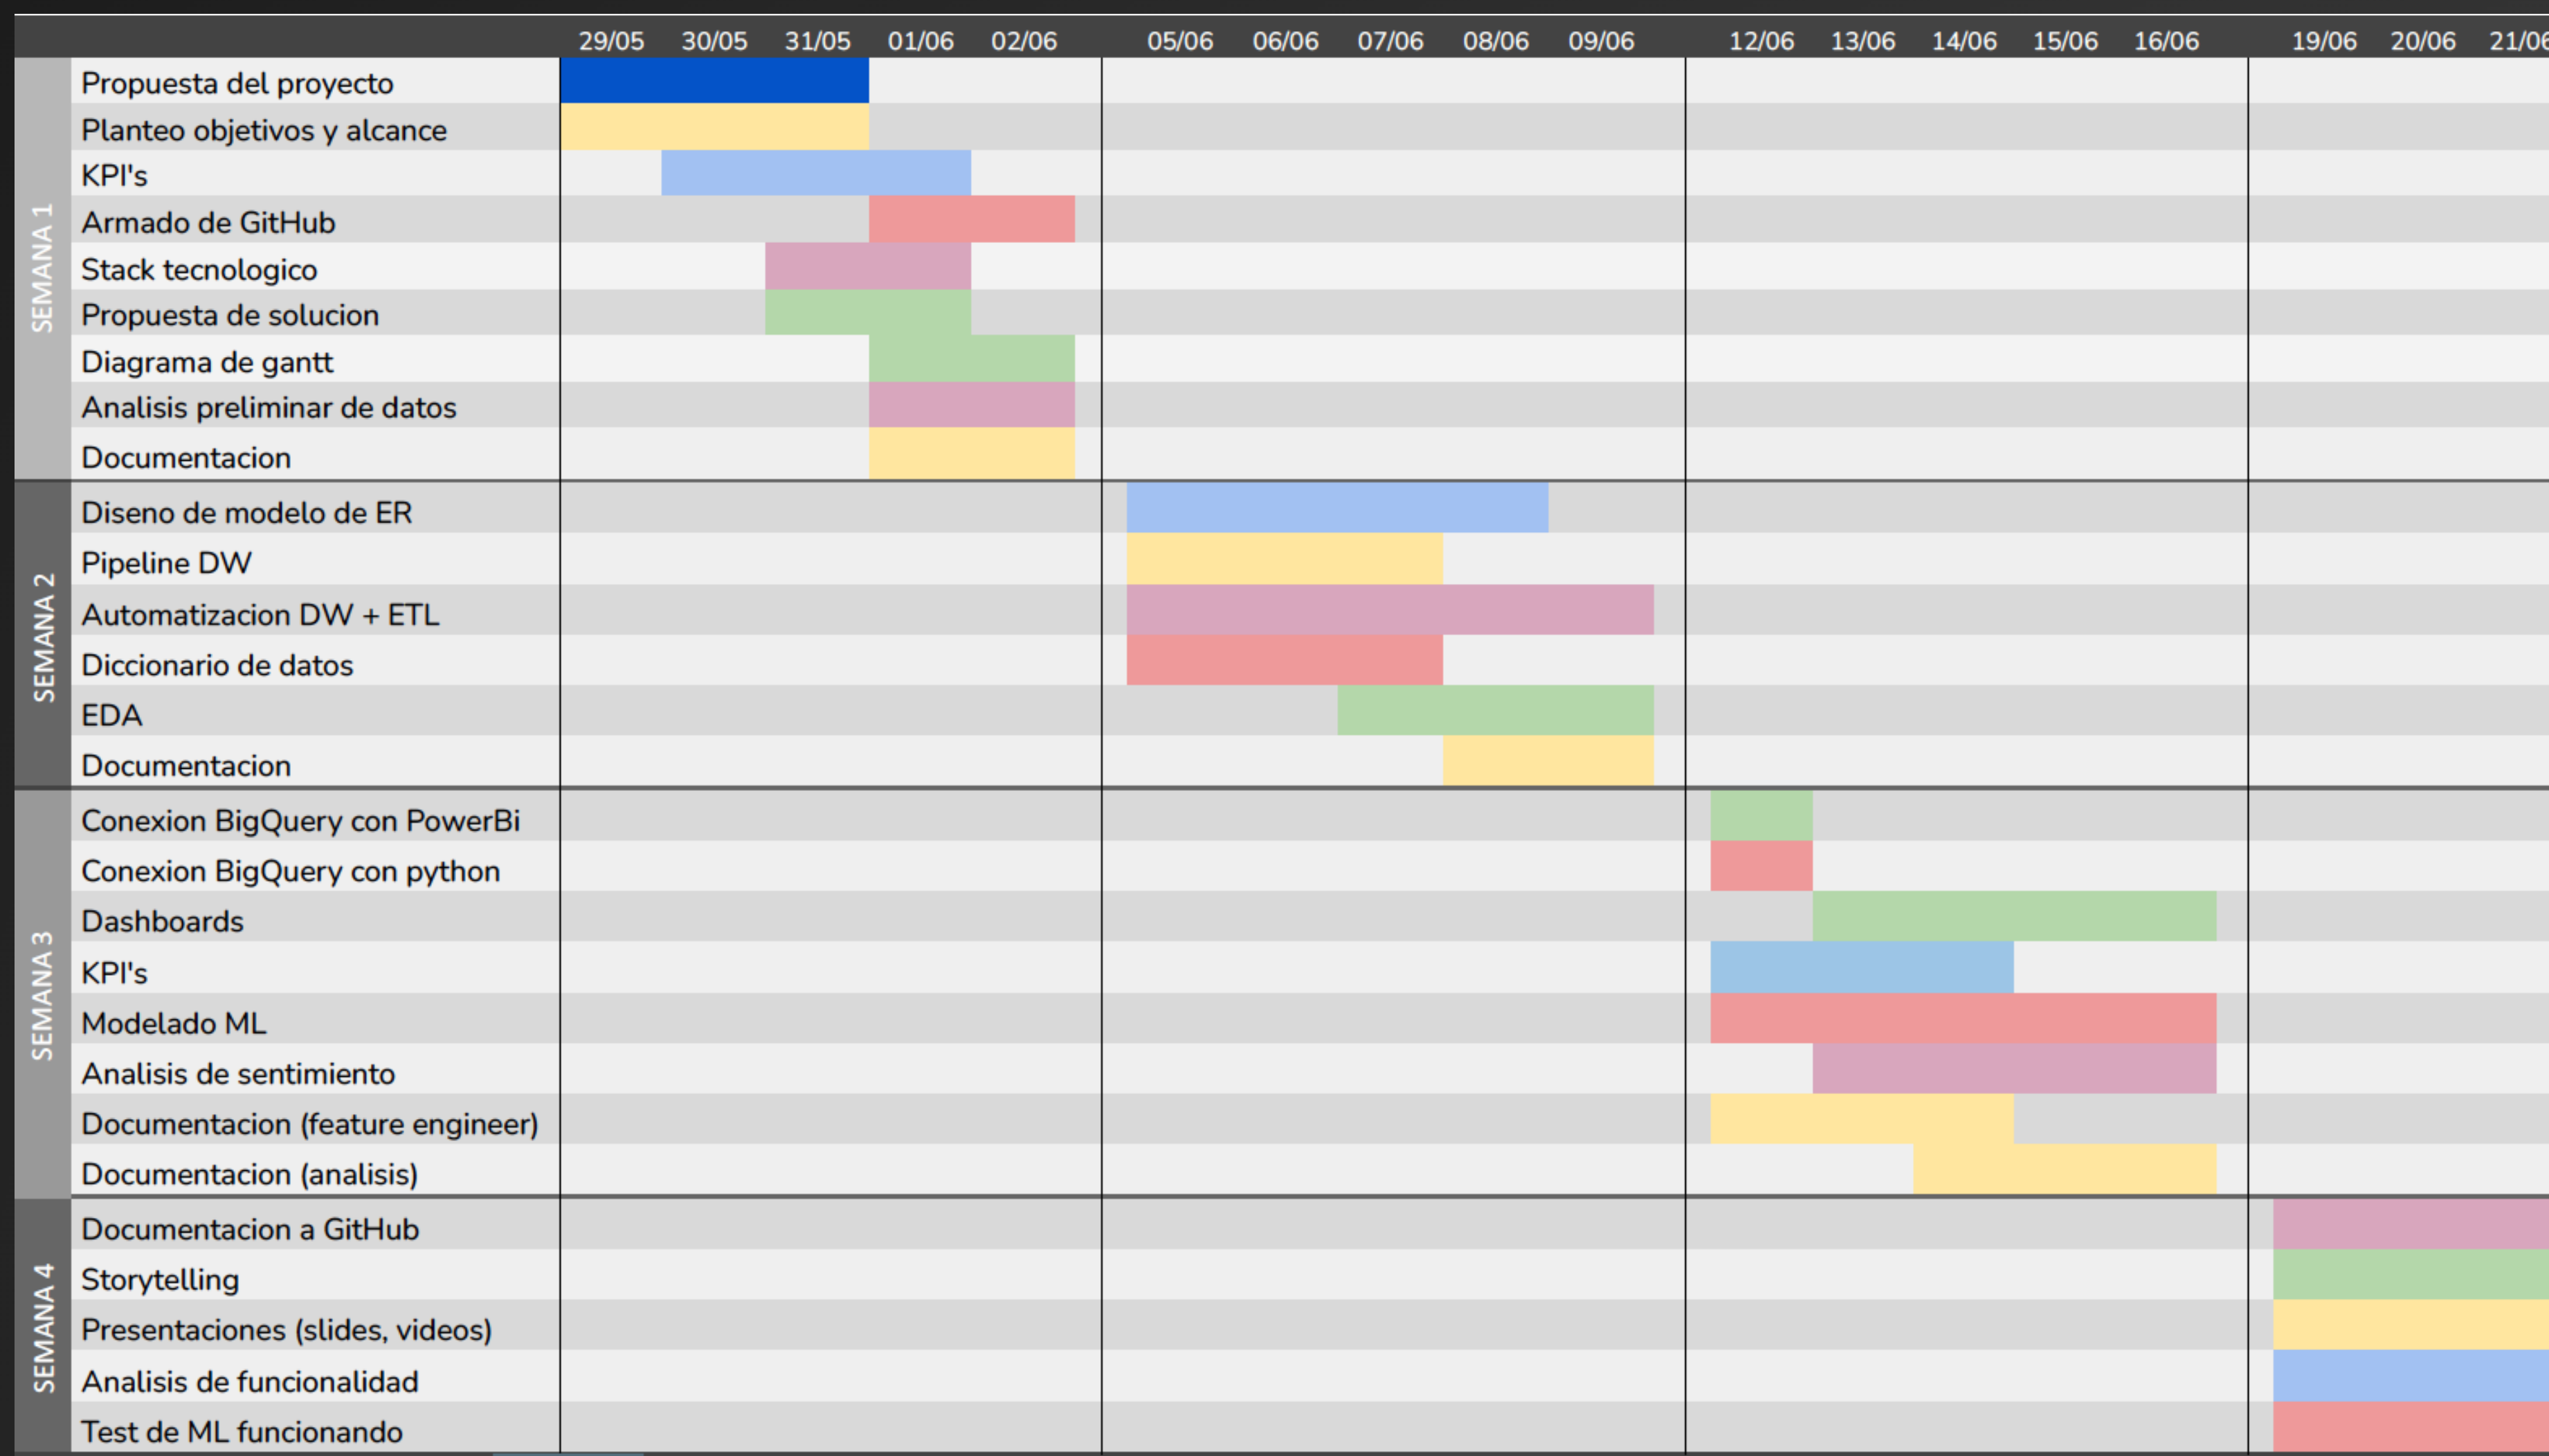 29/05 30/05 31/05 01/06 02/06 05/06 06/06 07/06 08/06 09/06 12/06 13/06 14/06 15/06 16/06 19/06 20/06 21/06
SEMANA 1
Propuesta del proyecto
Planteo objetivos y alcance
KPI's
Armado de GitHub
Stack tecnologico
Propuesta de solucion
Diagrama de gantt
Analisis preliminar de datos
Documentacion
SEMANA 2
Diseno de modelo de ER
Pipeline DW
Automatizacion DW + ETL
Diccionario de datos
EDA
Documentacion
SEMANA 3
Conexion BigQuery con PowerBi
Conexion BigQuery con python
Dashboards
KPI's
Modelado ML
Analisis de sentimiento
Documentacion (feature engineer)
Documentacion (analisis)
SEMANA 4
Documentacion a GitHub
Storytelling
Presentaciones (slides, videos)
Analisis de funcionalidad
Test de ML funcionando